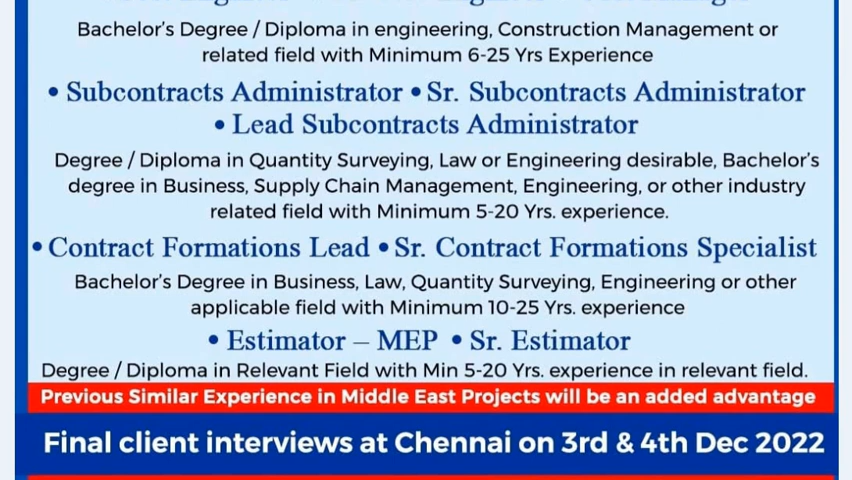 Bachelor's Degree / Diploma in engineering, Construction Management or
related field with Minimum 6-25 Yrs Experience
• Subcontracts Administrator • Sr. Subcontracts Administrator
• Lead Subcontracts Administrator
Degree / Diploma in Quantity Surveying, Law or Engineering desirable, Bachelor's
degree in Business, Supply Chain Management, Engineering, or other industry
related field with Minimum 5-20 Yrs. experience.
• Contract Formations Lead • Sr. Contract Formations Specialist
Bachelor's Degree in Business, Law, Quantity Surveying, Engineering or other
applicable field with Minimum 10-25 Yrs. experience
• Estimator – MEP • Sr. Estimator
Degree / Diploma in Relevant Field with Min 5-20 Yrs. experience in relevant field.
Previous Similar Experience in Middle East Projects will be an added advantage
Final client interviews at Chennai on 3rd & 4th Dec 2022